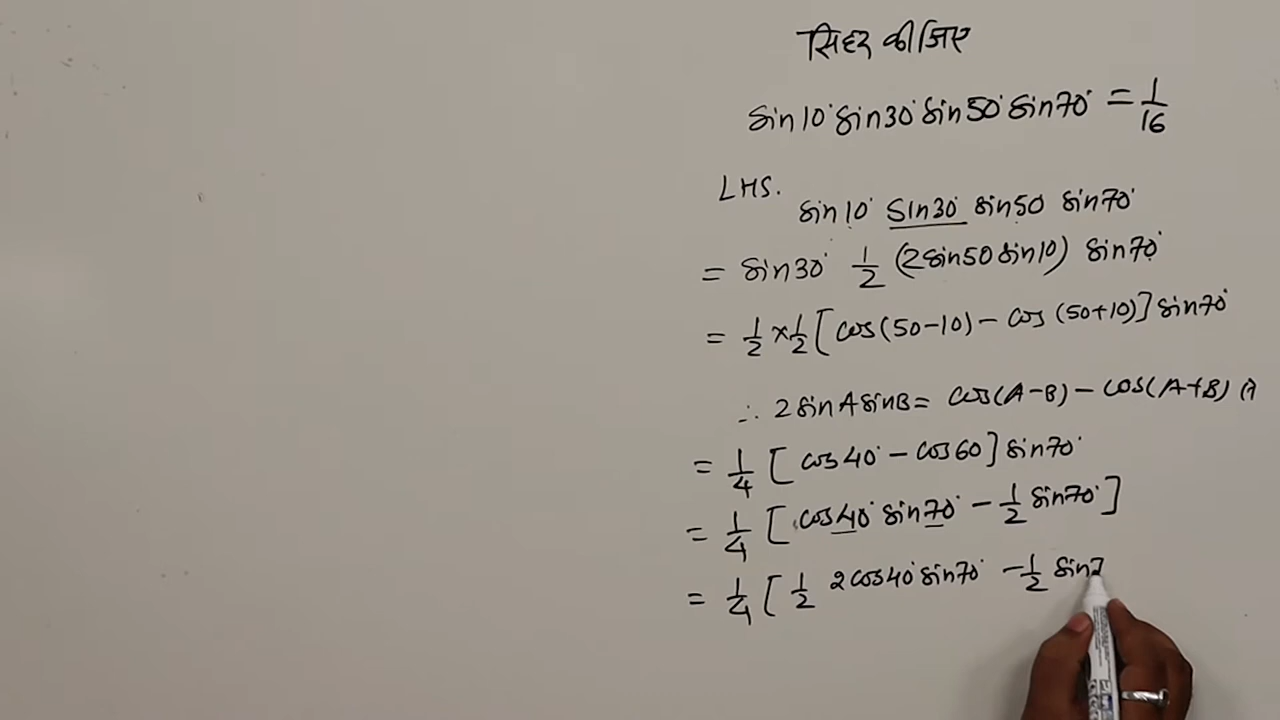 सिद्ध कीजिए
sin10° sin30° sin50° sin70° = 1/16
LHS.
sin10° sin30° sin50 sin70°
= sin30° 1/2 (2sin50 sin10) sin70°
= 1/2 × 1/2 [cos(50-10) - cos(50+10)] sin70°
∴ 2sinAsinB = cos(A-B) - cos(A+B)
= 1/4 [cos40° - cos60] sin70°
= 1/4 [cos40° sin70° - 1/2 sin70°]
= 1/4 [1/2 2cos40° sin70° - 1/2 sin7